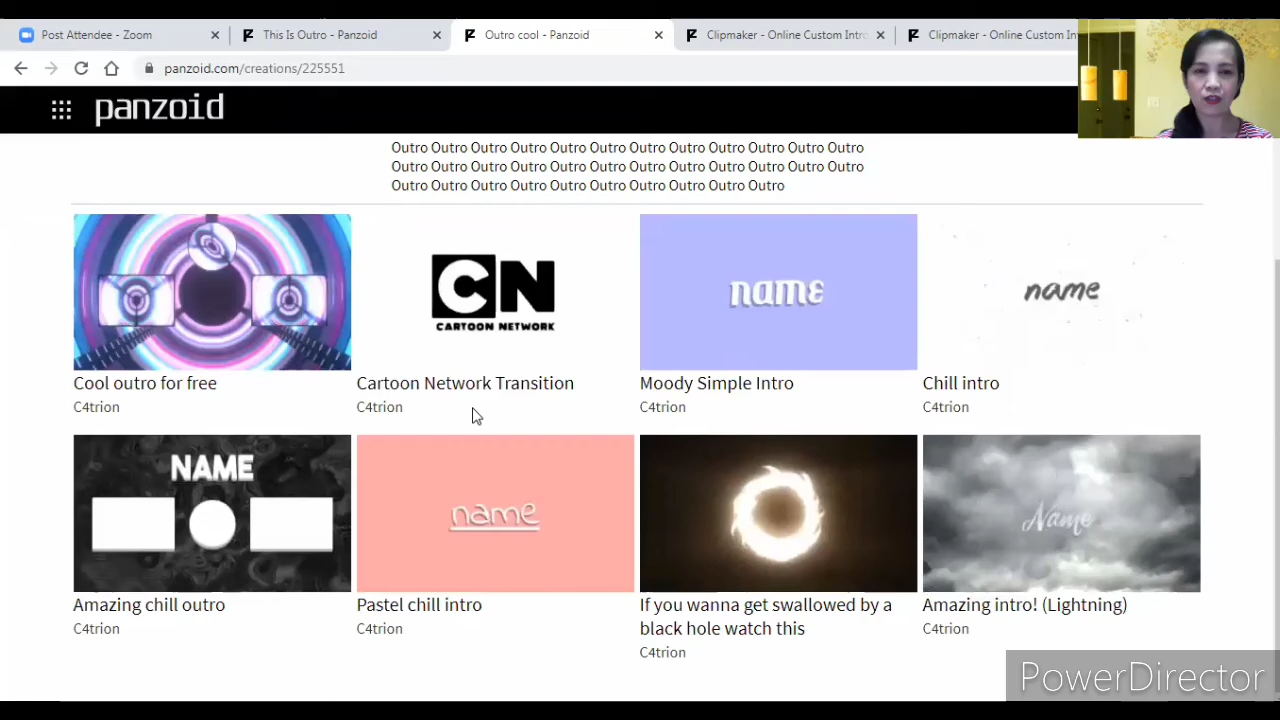 Post Attendee - Zoom
This Is Outro - Panzoid
Outro cool - Panzoid
Clipmaker - Online Custom Intro
Clipmaker - Online Custom In
panzoid.com/creations/225551
panzoid
Outro Outro Outro Outro Outro Outro Outro Outro Outro Outro Outro Outro
Outro Outro Outro Outro Outro Outro Outro Outro Outro Outro Outro Outro
Outro Outro Outro Outro Outro Outro Outro Outro Outro Outro
CN
CARTOON NETWORK
name
name
Cool outro for free
Cartoon Network Transition
Moody Simple Intro
Chill intro
C4trion
C4trion
C4trion
C4trion
NAME
name
Name
Amazing chill outro
Pastel chill intro
If you wanna get swallowed by a
black hole watch this
Amazing intro! (Lightning)
C4trion
C4trion
C4trion
C4trion
PowerDirector